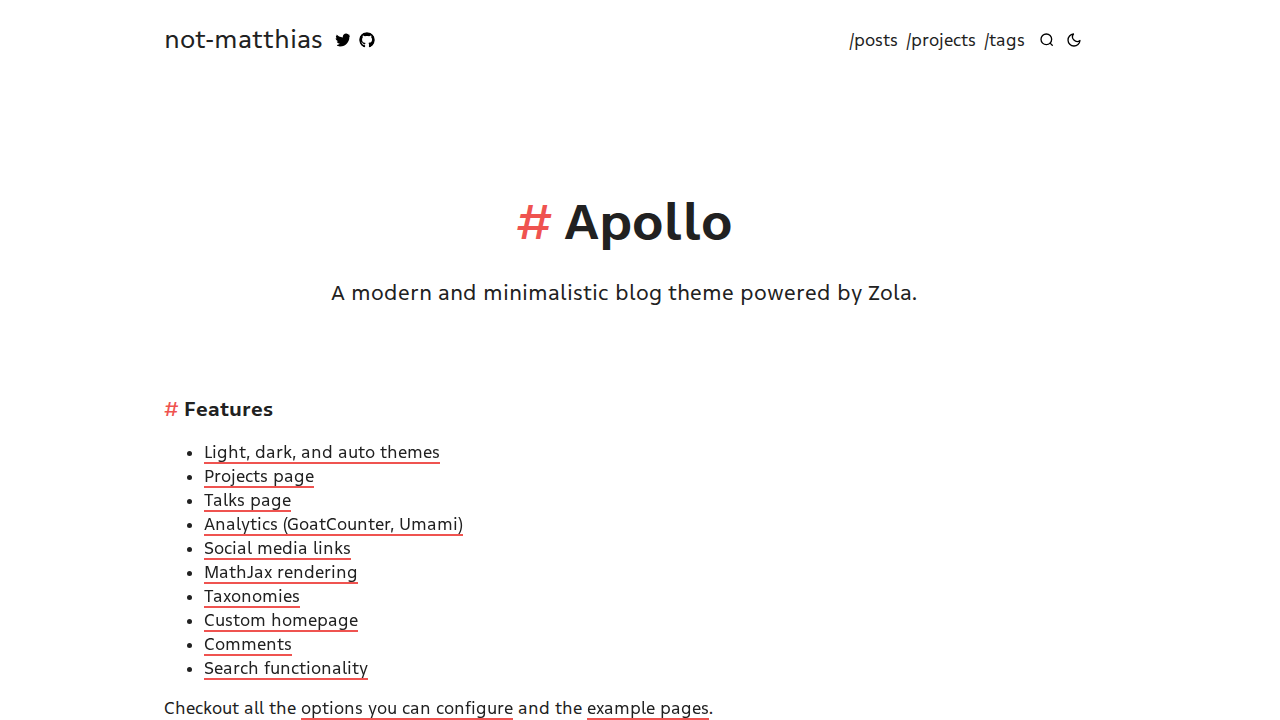 not-matthias
/posts /projects /tags
# Apollo
A modern and minimalistic blog theme powered by Zola.
# Features
• Light, dark, and auto themes
• Projects page
• Talks page
• Analytics (GoatCounter, Umami)
• Social media links
• MathJax rendering
• Taxonomies
• Custom homepage
• Comments
• Search functionality
Checkout all the options you can configure and the example pages.